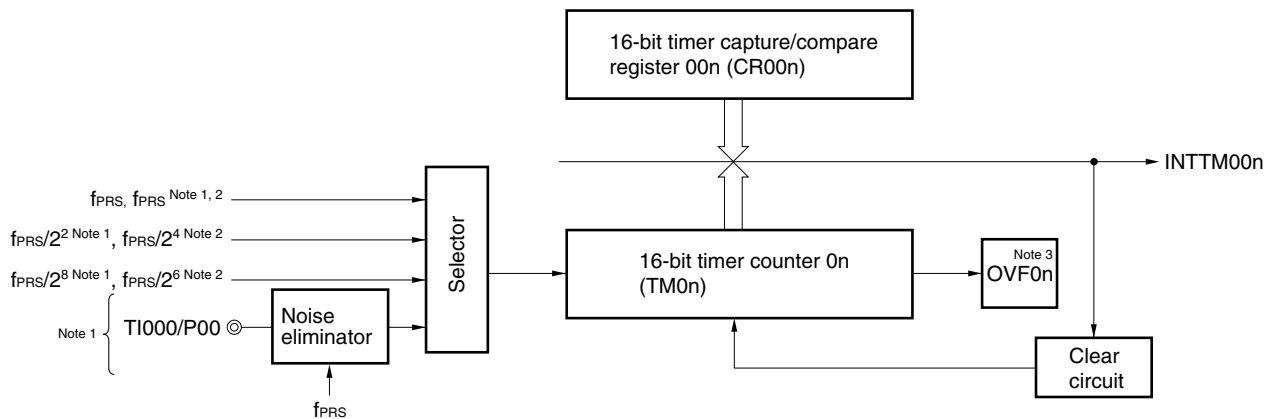 16-bit timer capture/compare
register 00n (CR00n)
INTTM00n
fPRS, fPRS Note 1, 2
fPRS/2² Note 1, fPRS/2⁴ Note 2
fPRS/2⁸ Note 1, fPRS/2⁶ Note 2
Note 1
TI000/P00
Noise
eliminator
fPRS
Selector
16-bit timer counter 0n
(TM0n)
Note 3
OVF0n
Clear
circuit